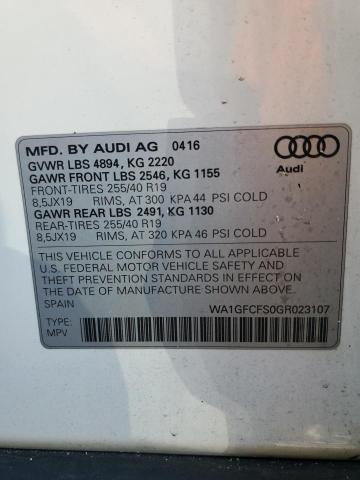 MFD. BY AUDI AG 0416
GVWR LBS 4894, KG 2220
GAWR FRONT LBS 2546, KG 1155
FRONT-TIRES 255/40 R19
8,5JX19 RIMS, AT 300 KPA 44 PSI COLD
GAWR REAR LBS 2491, KG 1130
REAR-TIRES 255/40 R19
8,5JX19 RIMS, AT 320 KPA 46 PSI COLD
Audi
THIS VEHICLE CONFORMS TO ALL APPLICABLE
U.S. FEDERAL MOTOR VEHICLE SAFETY AND
THEFT PREVENTION STANDARDS IN EFFECT ON THE
DATE OF MANUFACTURE SHOWN ABOVE.
SPAIN
WA1GFCFS0GR023107
TYPE:
MPV